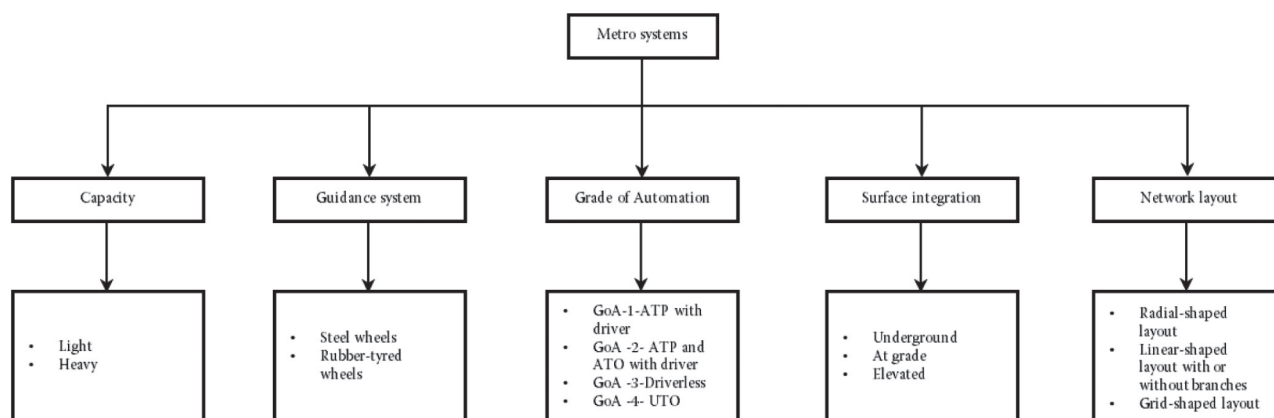 Metro systems
Capacity
Guidance system
Grade of Automation
Surface integration
Network layout
• Light
• Heavy
• Steel wheels
• Rubber-tyred
wheels
• GoA-1-ATP with
driver
• GoA -2- ATP and
ATO with driver
• GoA -3-Driverless
• GoA -4- UTO
• Underground
• At grade
• Elevated
• Radial-shaped
layout
• Linear-shaped
layout with or
without branches
• Grid-shaped layout